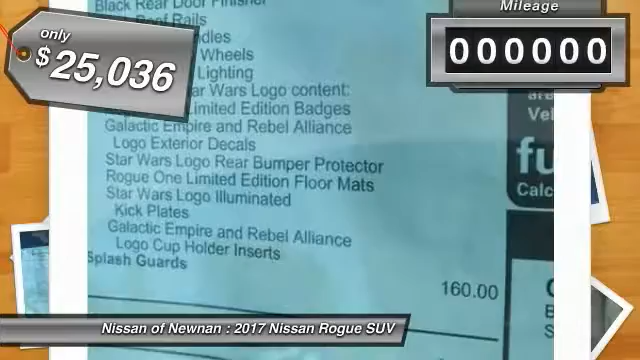 only
$25,036
Mileage
000000
Black Rear Door Finisher
Roof Rails
Wheels
Lighting
Wars Logo content:
Limited Edition Badges
Galactic Empire and Rebel Alliance
Logo Exterior Decals
Star Wars Logo Rear Bumper Protector
Rogue One Limited Edition Floor Mats
Star Wars Logo Illuminated
Kick Plates
Galactic Empire and Rebel Alliance
Logo Cup Holder Inserts
Splash Guards
160.00
fu
Calc
Nissan of Newnan : 2017 Nissan Rogue SUV